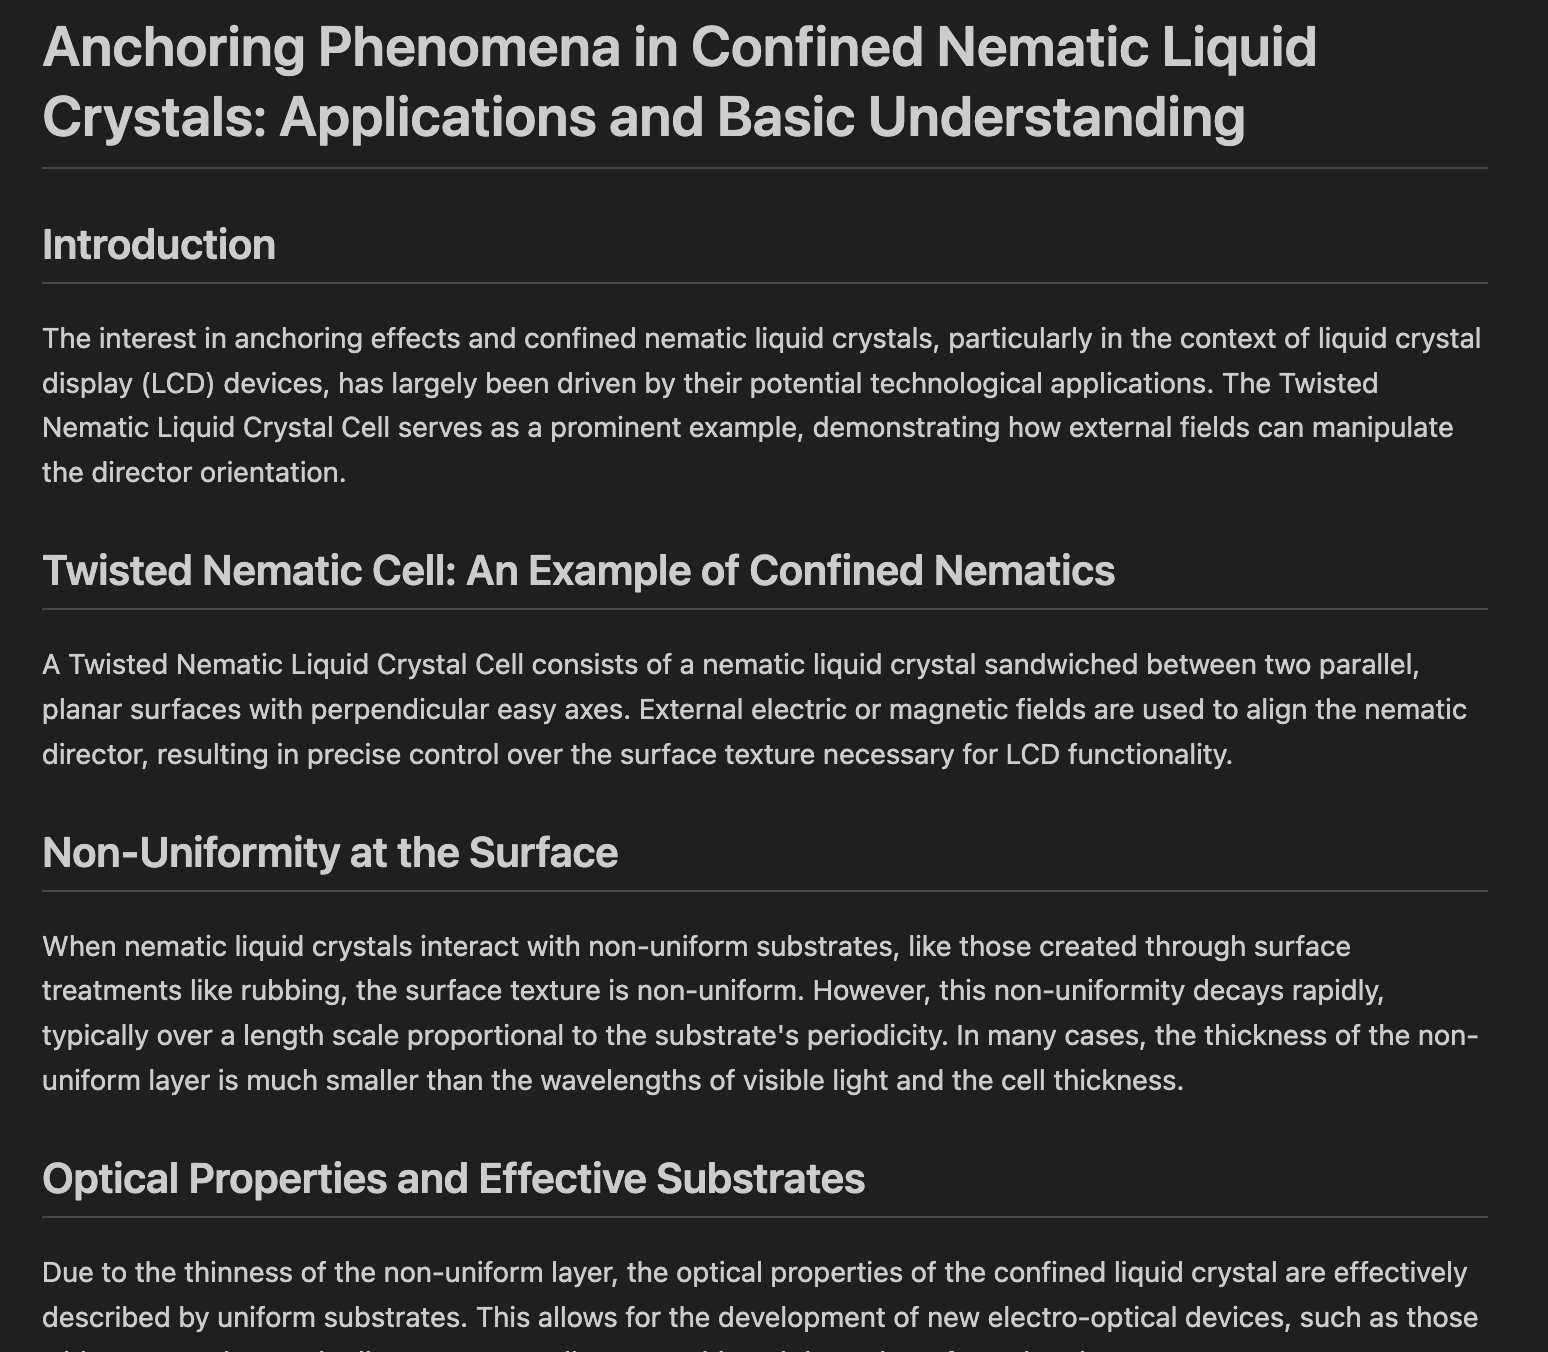 Anchoring Phenomena in Confined Nematic Liquid
Crystals: Applications and Basic Understanding
Introduction
The interest in anchoring effects and confined nematic liquid crystals, particularly in the context of liquid crystal
display (LCD) devices, has largely been driven by their potential technological applications. The Twisted
Nematic Liquid Crystal Cell serves as a prominent example, demonstrating how external fields can manipulate
the director orientation.
Twisted Nematic Cell: An Example of Confined Nematics
A Twisted Nematic Liquid Crystal Cell consists of a nematic liquid crystal sandwiched between two parallel,
planar surfaces with perpendicular easy axes. External electric or magnetic fields are used to align the nematic
director, resulting in precise control over the surface texture necessary for LCD functionality.
Non-Uniformity at the Surface
When nematic liquid crystals interact with non-uniform substrates, like those created through surface
treatments like rubbing, the surface texture is non-uniform. However, this non-uniformity decays rapidly,
typically over a length scale proportional to the substrate's periodicity. In many cases, the thickness of the non-
uniform layer is much smaller than the wavelengths of visible light and the cell thickness.
Optical Properties and Effective Substrates
Due to the thinness of the non-uniform layer, the optical properties of the confined liquid crystal are effectively
described by uniform substrates. This allows for the development of new electro-optical devices, such as those